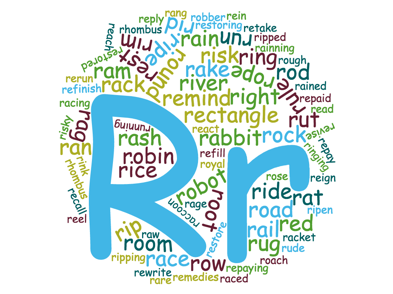 rang robber rein
reply restoring retake
rhombus rid ripped
reach ripe rain run rainning
restored rest rim round risk ring rough
rerun ram rake rope rod ruined
refinish rack river rule repaid
racing remind right read
risky rag rectangle rut revise
running react rabbit rock ringing repay
ran rash
rink robin refill
rhombus rice royal robot rose reign
recall raccoon rage root ride rat
Rr
reel road ripen
rip raw restore rail red
room rug racket rude
ripping race row repaying roach
rewrite remedies raced
rare